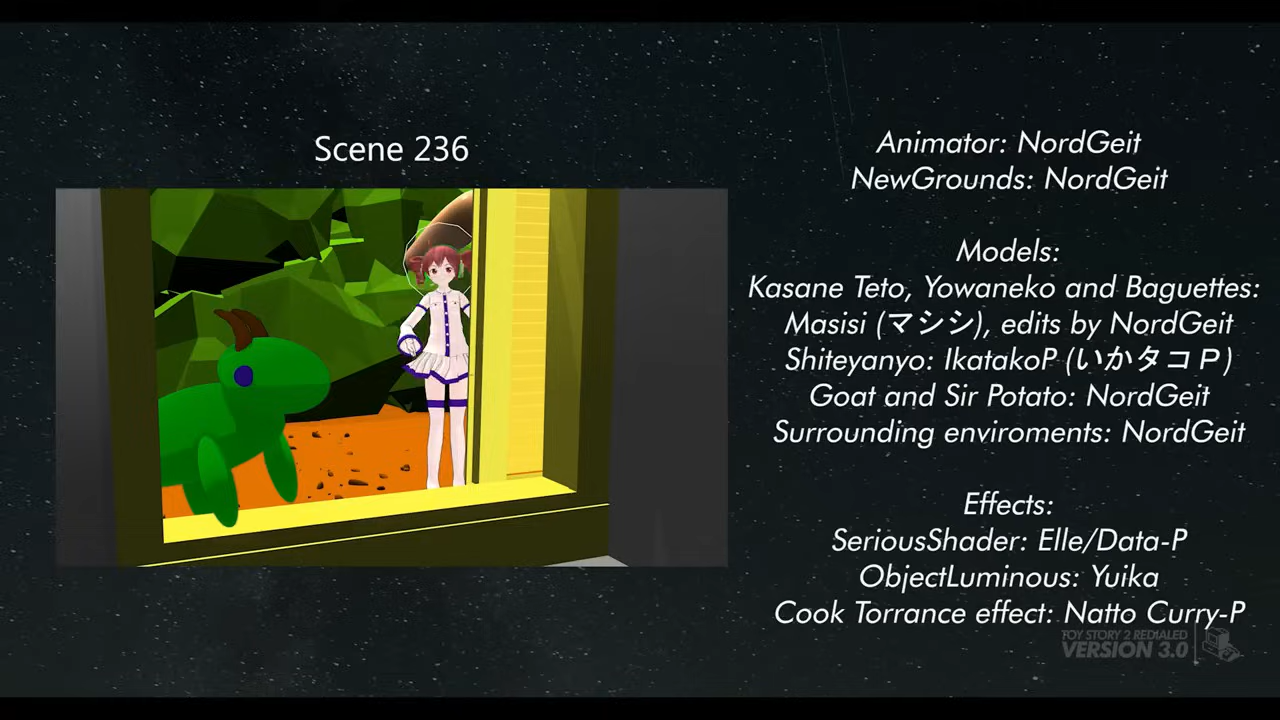 Scene 236
Animator: NordGeit
NewGrounds: NordGeit
Models:
Kasane Teto, Yowaneko and Baguettes:
Masisi (マシシ), edits by NordGeit
Shiteyanyo: IkatakoP (いかタコＰ)
Goat and Sir Potato: NordGeit
Surrounding enviroments: NordGeit
Effects:
SeriousShader: Elle/Data-P
ObjectLuminous: Yuika
Cook Torrance effect: Natto Curry-P
TOY STORY 2 REDIALED
VERSION 3.0